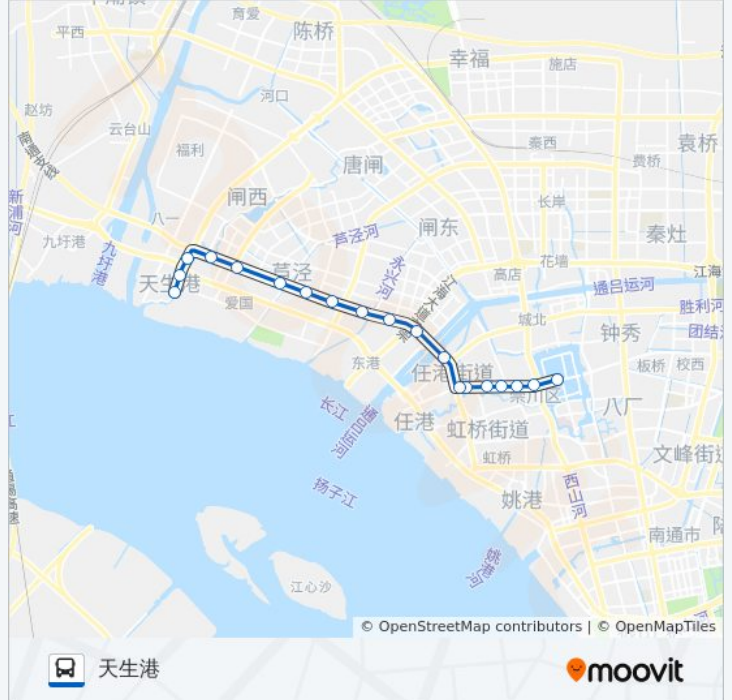 育爱
平西
陈桥
幸福
施店
河口
赵坊
云台山
南通支线
福利
秦西
袁桥
费桥
唐闸
新浦河
闸西
长岸
八一
九圩港
九圩港
芦泾河
闸东
秦灶
永兴河
花墙
高店
江海
天生港
芦泾
江海大道
通吕运河
爱国
胜利河
城北
钟秀
团结
东港
任港街道
板桥
校西
崇川区
长江
通吕运河
任港
虹桥街道
八厂
虹桥
文峰街道
扬子江
姚港
西山河
南通市
姚港河
江心沙
© OpenStreetMap contributors | © OpenMapTiles
天生港
moovit